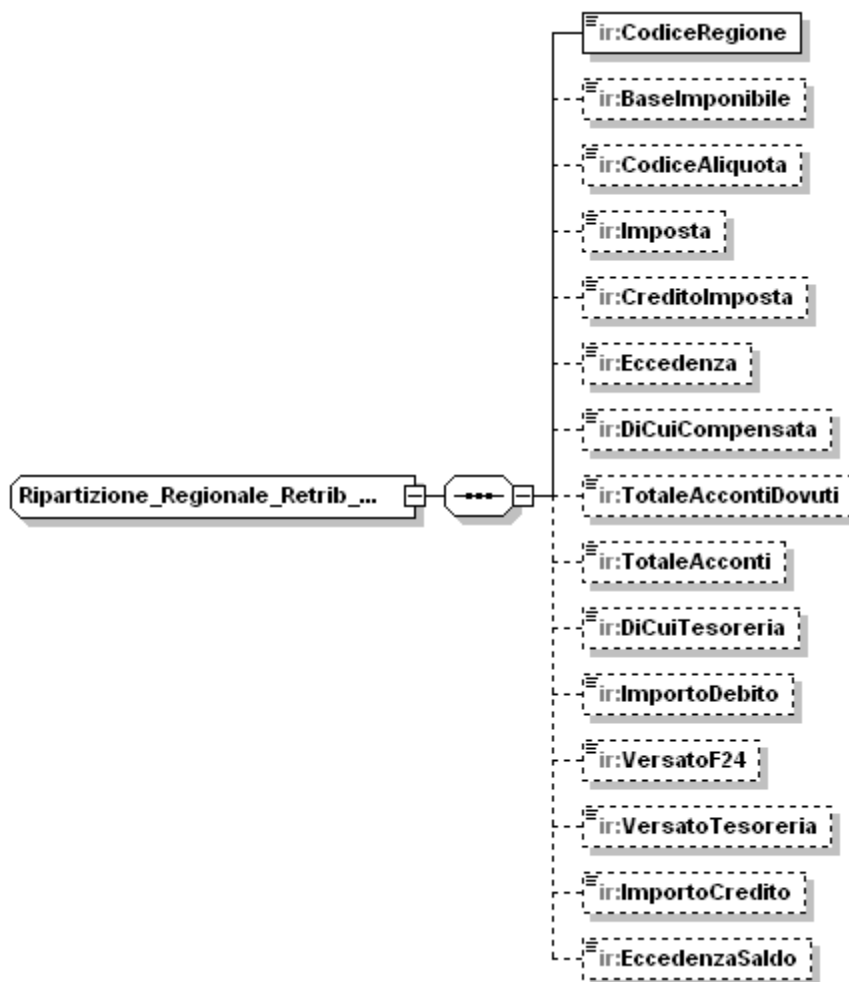 ir:CodiceRegione
ir:BaseImponibile
ir:CodiceAliquota
ir:Imposta
ir:CreditoImposta
ir:Eccedenza
ir:DiCuiCompensata
Ripartizione_Regionale_Retrib_...
ir:TotaleAccontiDovuti
ir:TotaleAcconti
ir:DiCuiTesoreria
ir:ImportoDebito
ir:VersatoF24
ir:VersatoTesoreria
ir:ImportoCredito
ir:EccedenzaSaldo